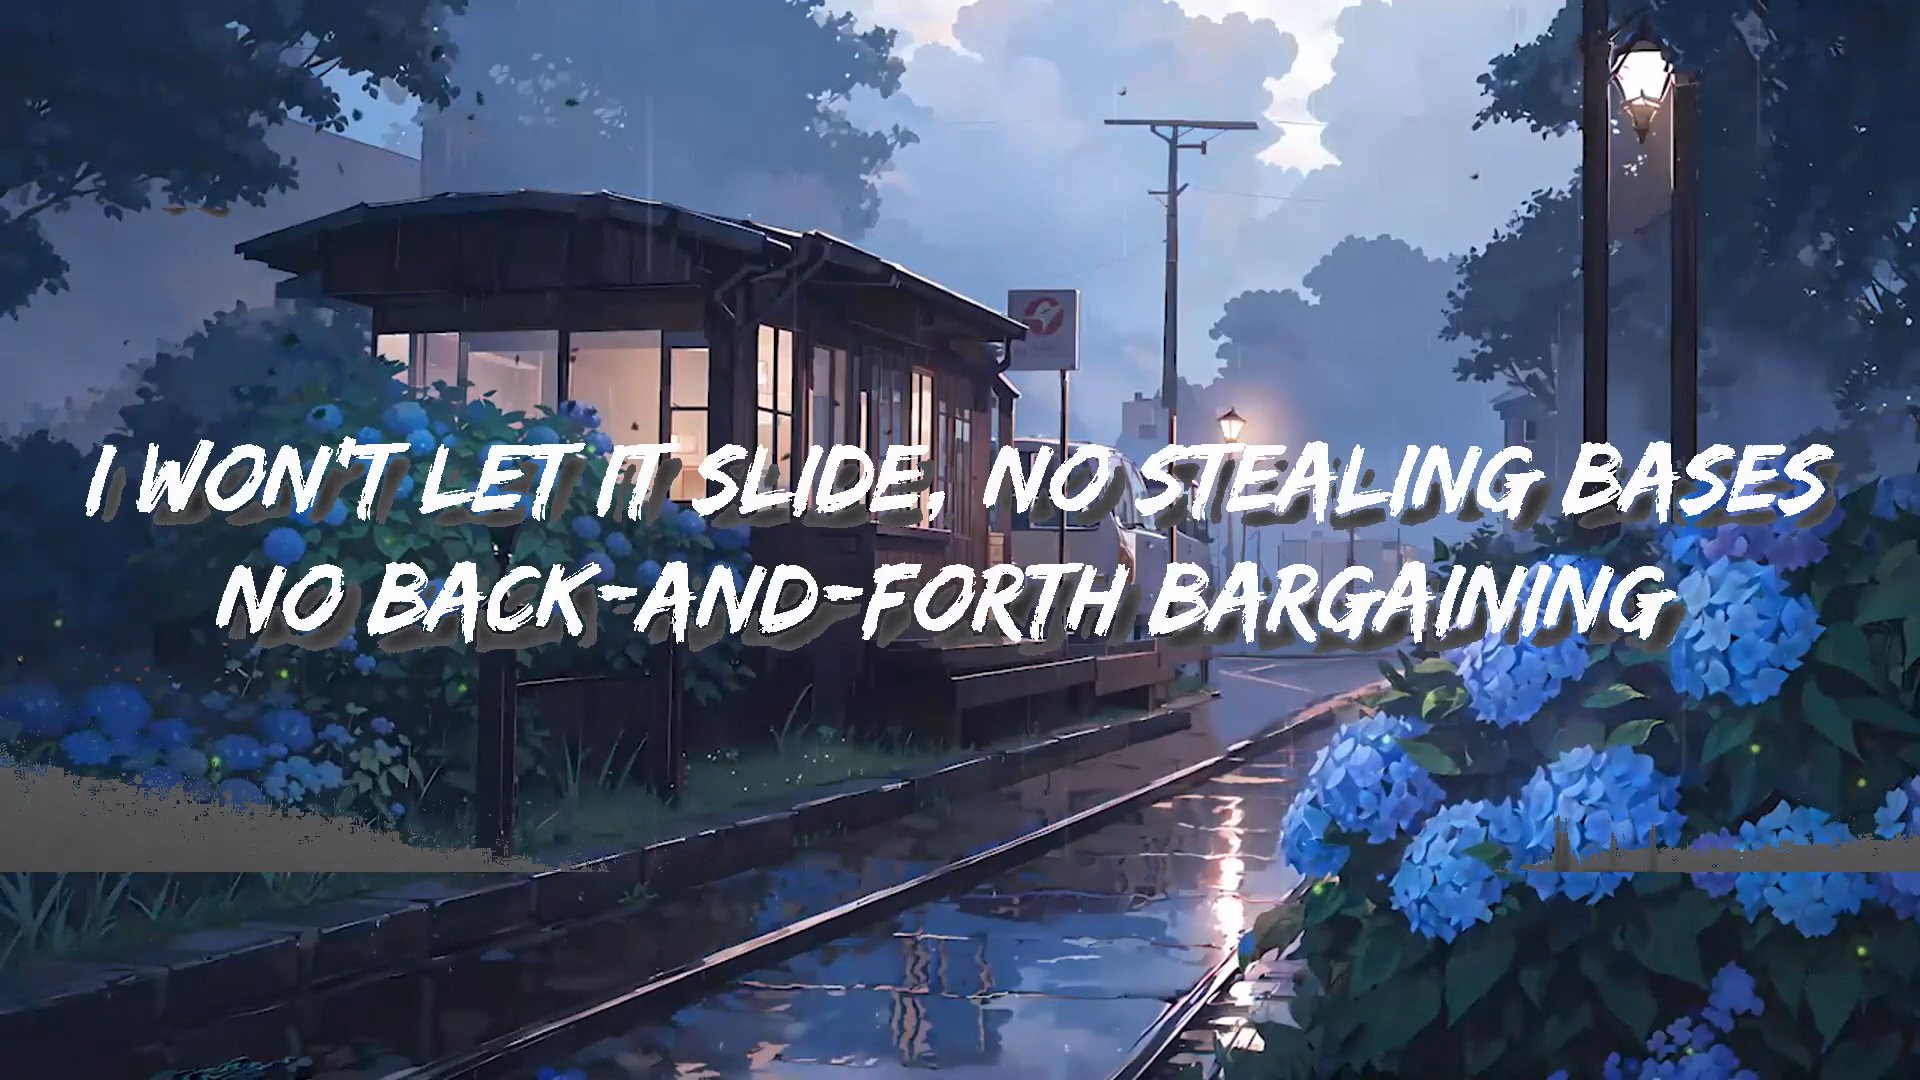 I WON'T LET IT SLIDE, NO STEALING BASES
NO BACK-AND-FORTH BARGAINING